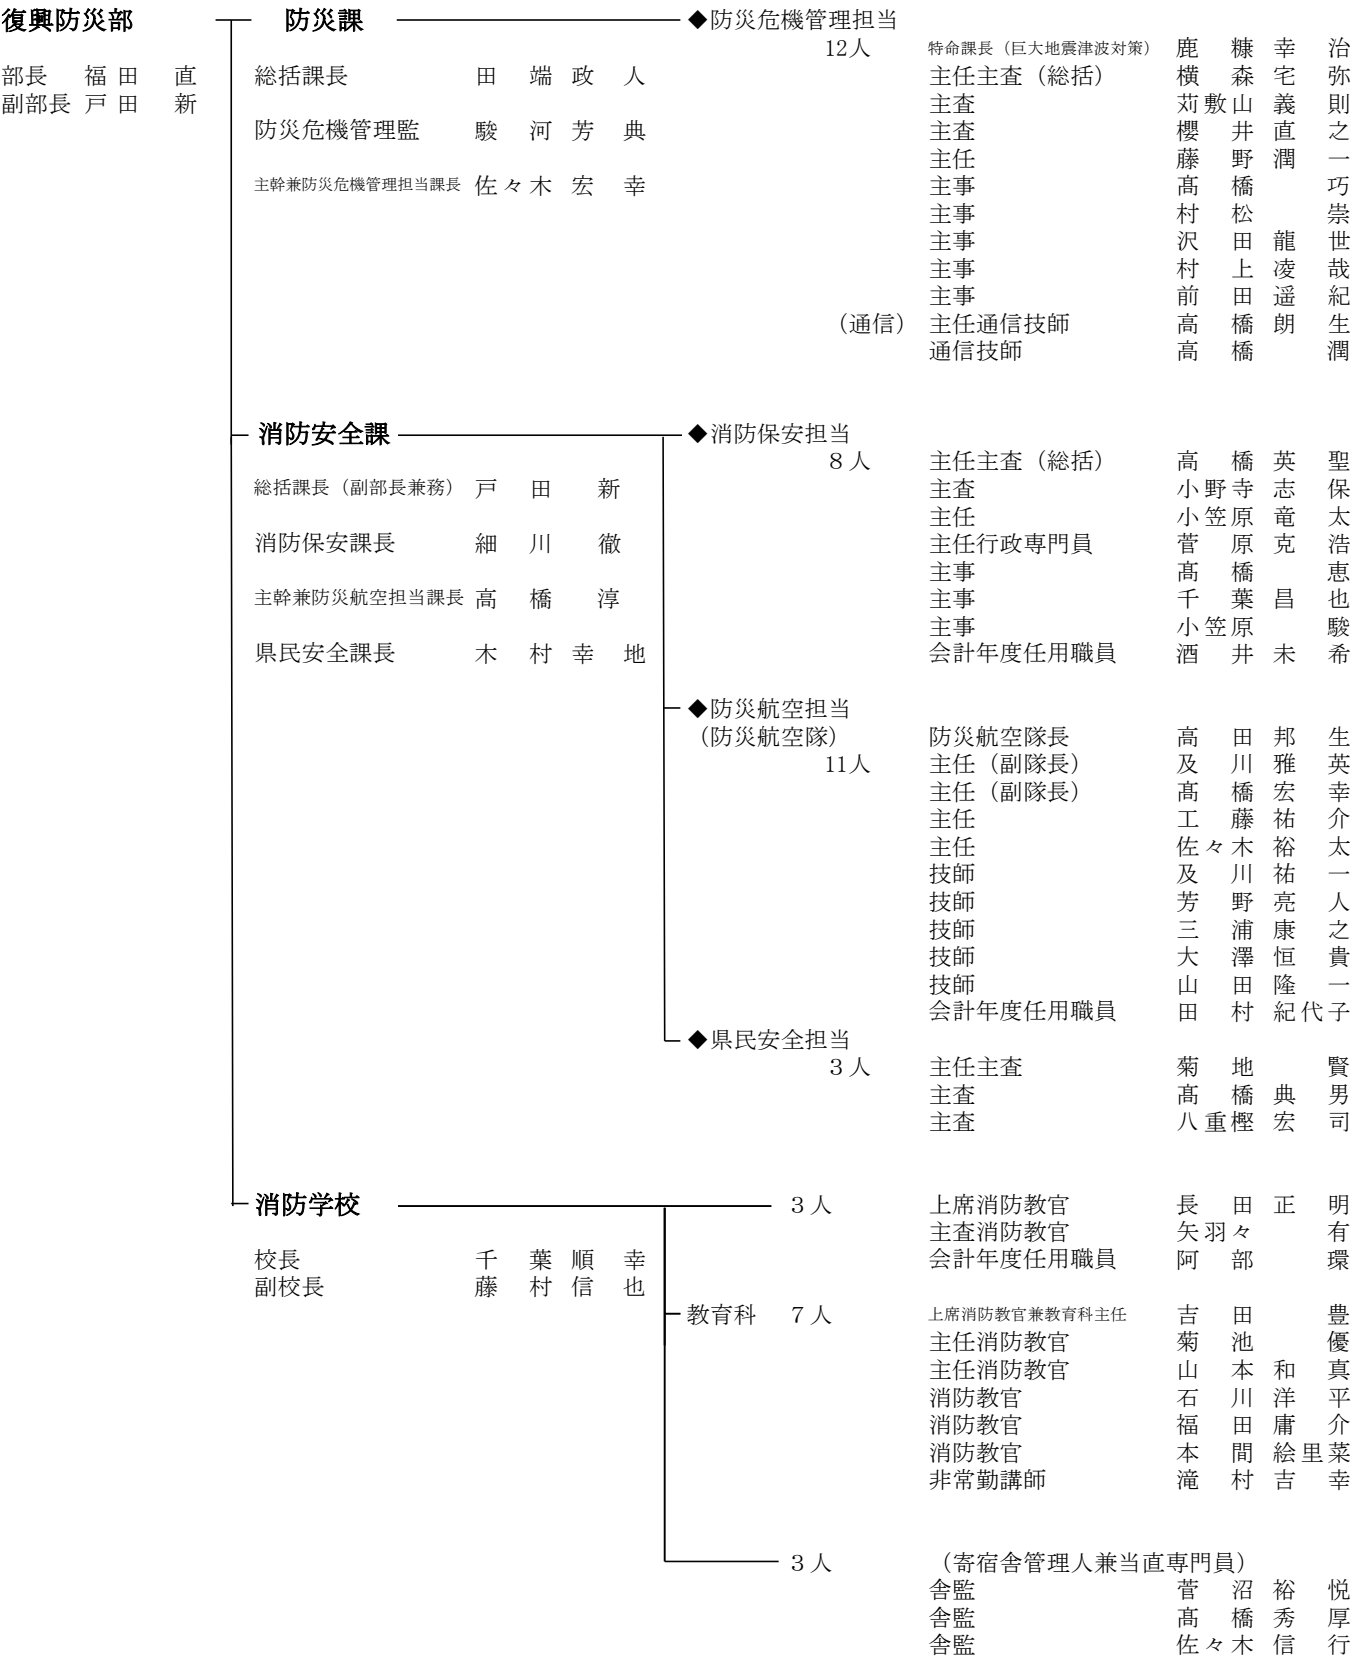 復興防災部 防災課 ◆防災危機管理担当
12人 特命課長（巨大地震津波対策） 鹿糠幸治
部長 福田直 総括課長 田端政人 主任主査（総括） 横森宅弥
副部長 戸田新 主査 苅敷山義則
防災危機管理監 駿河芳典 主査 櫻井直之
主任 藤野潤一
主幹兼防災危機管理担当課長 佐々木宏幸 主事 髙橋巧
主事 村松崇
主事 沢田龍世
主事 村上凌哉
主事 前田遥紀
（通信） 主任通信技師 高橋朗生
通信技師 高橋潤
消防安全課 ◆消防保安担当
８人 主任主査（総括） 高橋英聖
総括課長（副部長兼務） 戸田新 主査 小野寺志保
主任 小笠原竜太
消防保安課長 細川徹 主任行政専門員 菅原克浩
主事 髙橋恵
主幹兼防災航空担当課長 高橋淳 主事 千葉昌也
主事 小笠原駿
県民安全課長 木村幸地 会計年度任用職員 酒井未希
◆防災航空担当
（防災航空隊） 防災航空隊長 高田邦生
11人 主任（副隊長） 及川雅英
主任（副隊長） 髙橋宏幸
主任 工藤祐介
主任 佐々木裕太
技師 及川祐一
技師 芳野亮人
技師 三浦康之
技師 大澤恒貴
技師 山田隆一
会計年度任用職員 田村紀代子
◆県民安全担当
３人 主任主査 菊地賢
主査 髙橋典男
主査 八重樫宏司
消防学校 ３人 上席消防教官 長田正明
主査消防教官 矢羽々有
校長 千葉順幸 会計年度任用職員 阿部環
副校長 藤村信也
教育科 ７人 上席消防教官兼教育科主任 吉田豊
主任消防教官 菊池優
主任消防教官 山本和真
消防教官 石川洋平
消防教官 福田庸介
消防教官 本間絵里菜
非常勤講師 滝村吉幸
３人 （寄宿舎管理人兼当直専門員）
舎監 菅沼裕悦
舎監 髙橋秀厚
舎監 佐々木信行